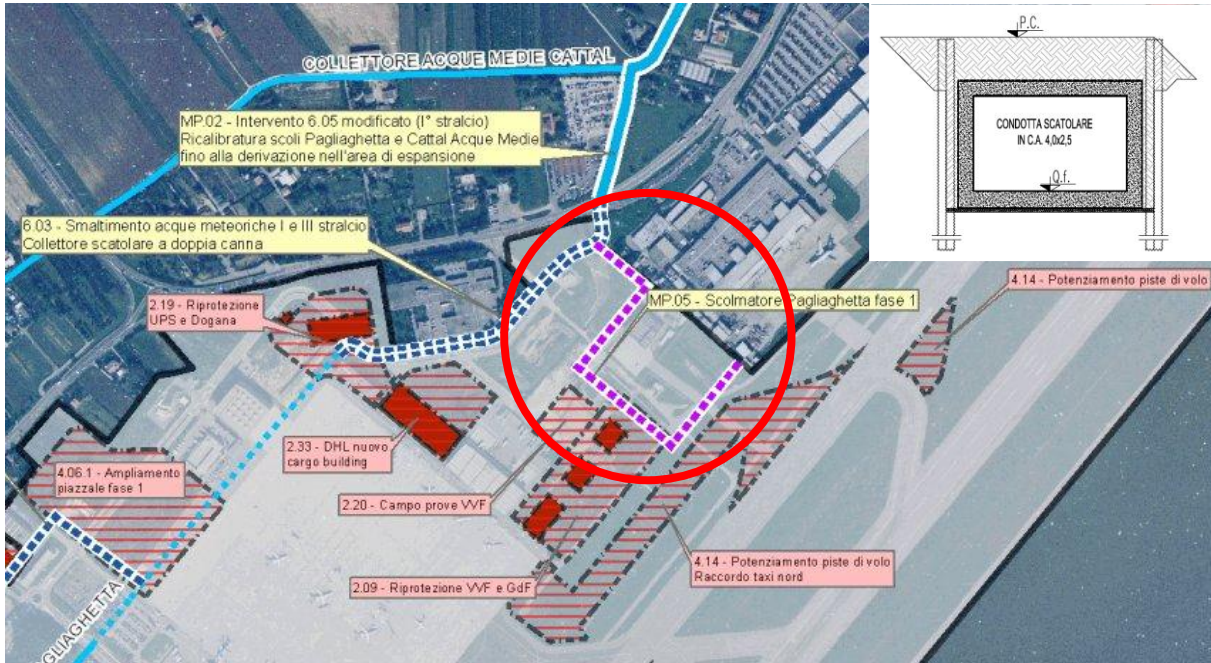 COLLETTORE ACQUE MEDIE CATTAL
P.C.
CONDOTTA SCATOLARE
IN C.A. 4,0x2,5
Q.f.
MP.02 - Intervento 6.05 modificato (I° stralcio)
Ricalibratura scoli Pagliaghetta e Cattal Acque Medie
fino alla derivazione nell'area di espansione
6.03 - Smaltimento acque meteoriche I e III stralcio
Collettore scatolare a doppia canna
2.19 - Riprotezione
UPS e Dogana
MP.05 - Scolmatore Pagliaghetta fase 1
4.14 - Potenziamento piste di volo
2.33 - DHL nuovo
cargo building
4.06.1 - Ampliamento
piazzale fase 1
2.20 - Campo prove VVF
4.14 - Potenziamento piste di volo
Raccordo taxi nord
2.09 - Riprotezione VVF e GdF
GLIAGHETTA